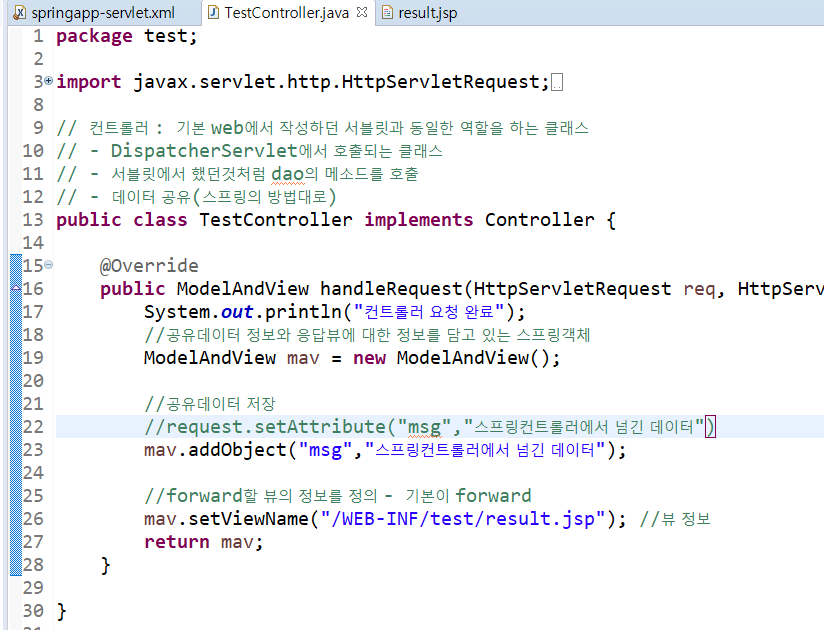 springapp-servlet.xml TestController.java result.jsp
1 package test;
2
3 import javax.servlet.http.HttpServletRequest;
8
9 // 컨트롤러 : 기본 web에서 작성하던 서블릿과 동일한 역할을 하는 클래스
10 // - DispatcherServlet에서 호출되는 클래스
11 // - 서블릿에서 했던것처럼 dao의 메소드를 호출
12 // - 데이터 공유(스프링의 방법대로)
13 public class TestController implements Controller {
14
15 @Override
16 public ModelAndView handleRequest(HttpServletRequest req, HttpServ
17 System.out.println("컨트롤러 요청 완료");
18 //공유데이터 정보와 응답뷰에 대한 정보를 담고 있는 스프링객체
19 ModelAndView mav = new ModelAndView();
20
21 //공유데이터 저장
22 //request.setAttribute("msg","스프링컨트롤러에서 넘긴 데이터")
23 mav.addObject("msg","스프링컨트롤러에서 넘긴 데이터");
24
25 //forward할 뷰의 정보를 정의 - 기본이 forward
26 mav.setViewName("/WEB-INF/test/result.jsp"); //뷰 정보
27 return mav;
28 }
29
30 }
31